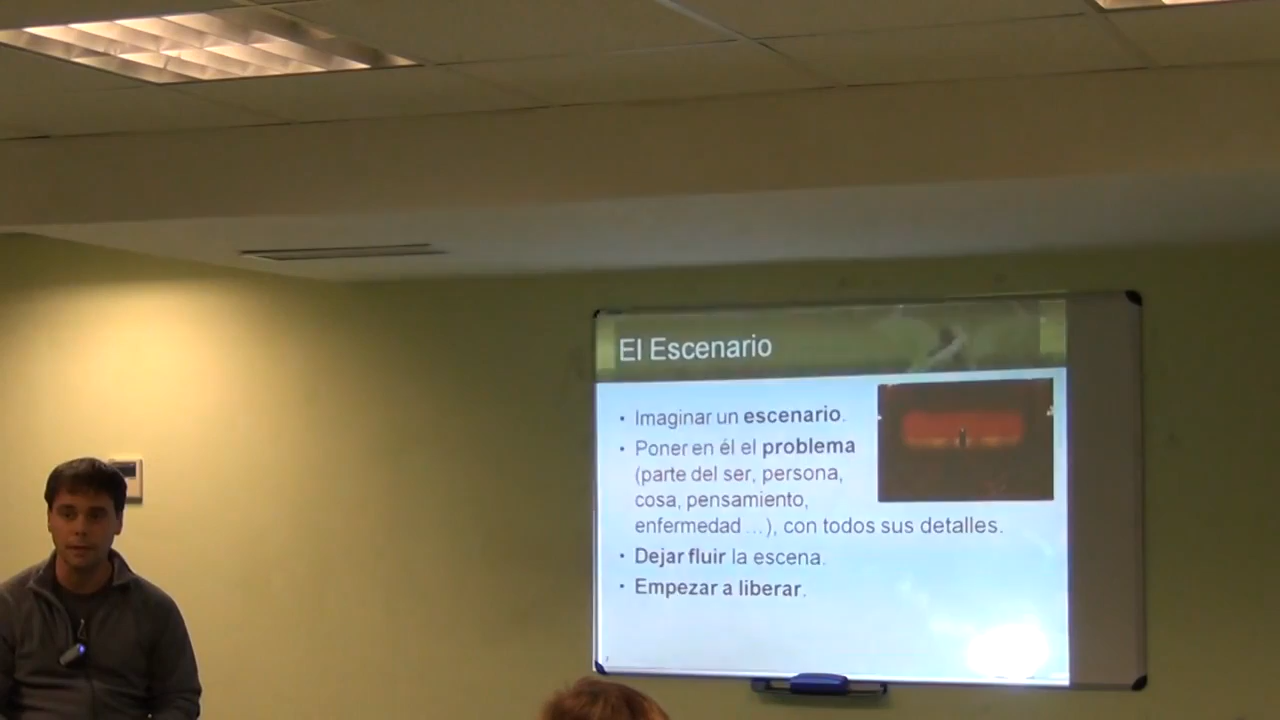 El Escenario
• Imaginar un escenario.
• Poner en él el problema
(parte del ser, persona,
cosa, pensamiento,
enfermedad ...), con todos sus detalles.
• Dejar fluir la escena.
• Empezar a liberar.
7